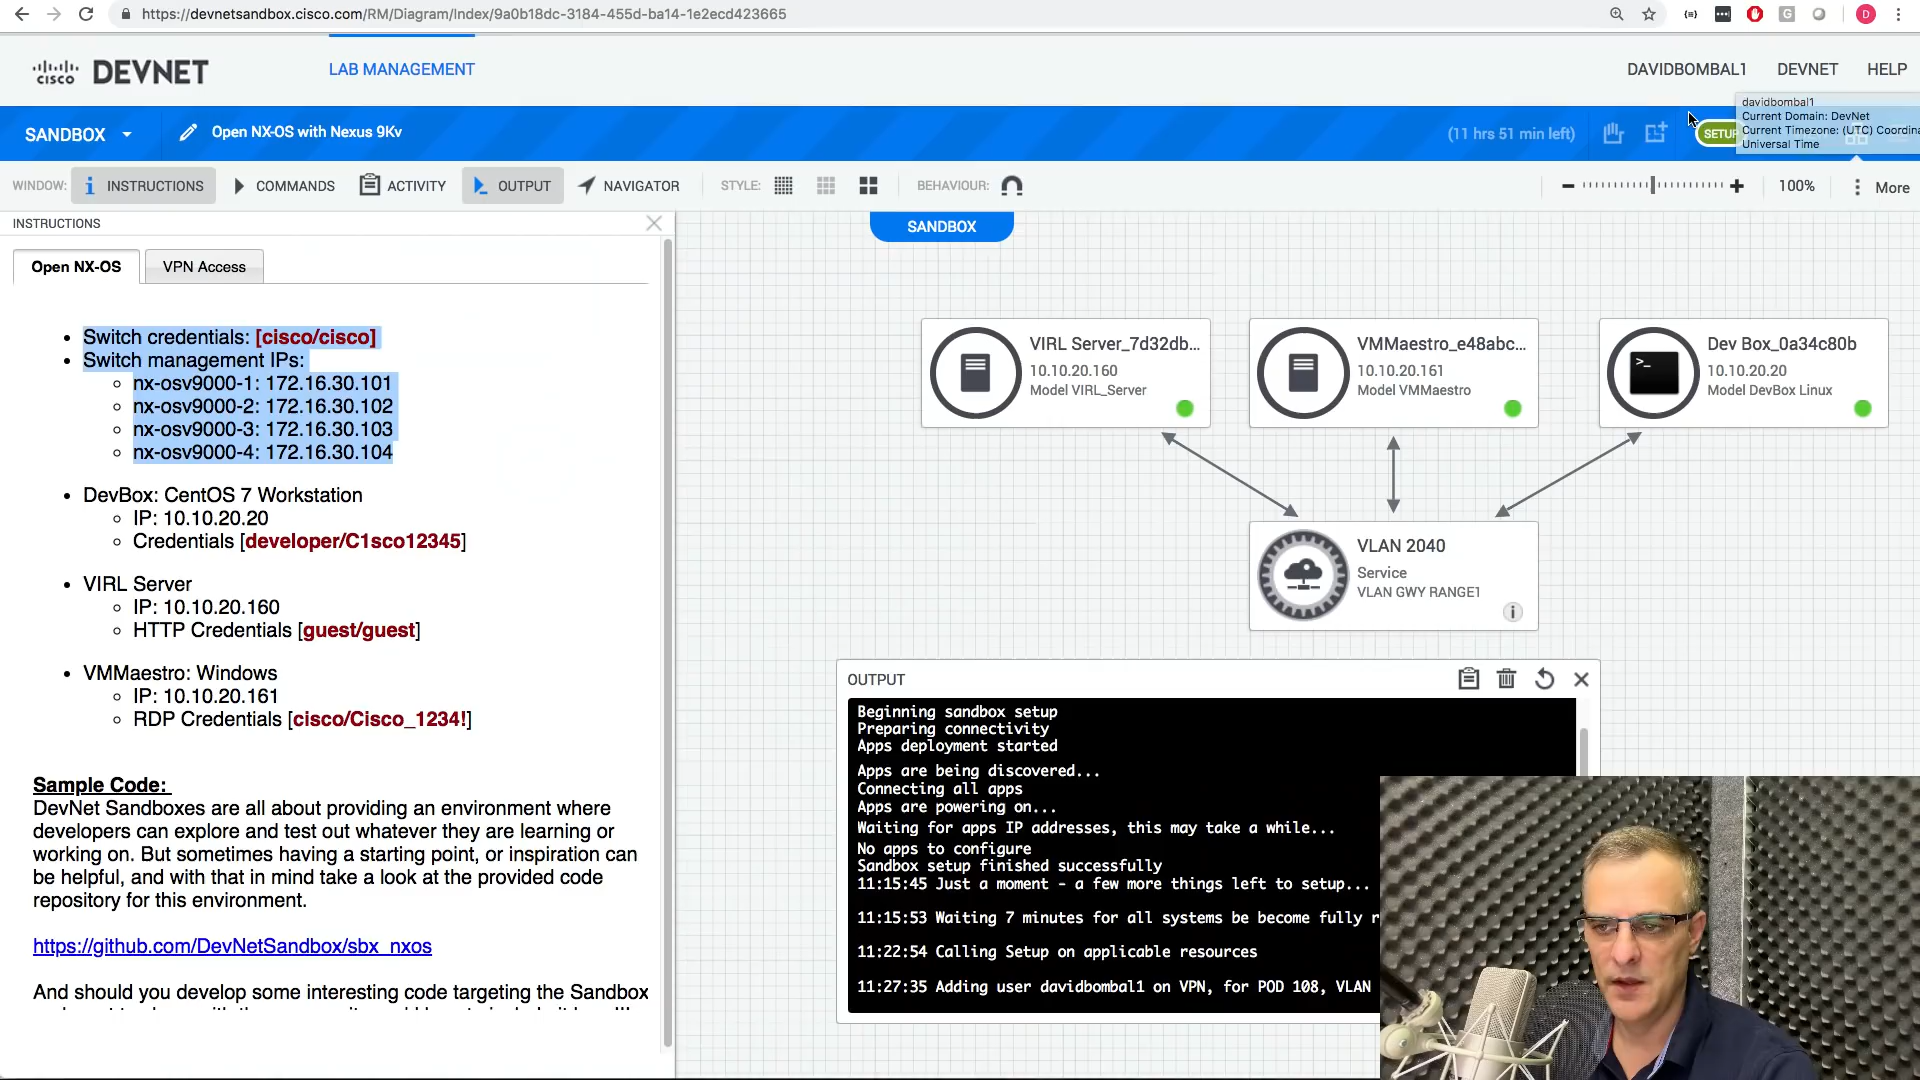 https://devnetsandbox.cisco.com/RM/Diagram/Index/9a0b18dc-3184-455d-ba14-1e2ecd423665
D
cisco DEVNET
LAB MANAGEMENT
DAVIDBOMBAL1
DEVNET
HELP
davidbombal1
Current Domain: DevNet
Current Timezone: (UTC) Coordina
Universal Time
SANDBOX
Open NX-OS with Nexus 9Kv
(11 hrs 51 min left)
SETUP
WINDOW:
INSTRUCTIONS
COMMANDS
ACTIVITY
OUTPUT
NAVIGATOR
STYLE:
BEHAVIOUR:
100%
More
INSTRUCTIONS
Open NX-OS
VPN Access
Switch credentials: [cisco/cisco]
Switch management IPs:
nx-osv9000-1: 172.16.30.101
nx-osv9000-2: 172.16.30.102
nx-osv9000-3: 172.16.30.103
nx-osv9000-4: 172.16.30.104
DevBox: CentOS 7 Workstation
IP: 10.10.20.20
Credentials [developer/C1sco12345]
VIRL Server
IP: 10.10.20.160
HTTP Credentials [guest/guest]
VMMaestro: Windows
IP: 10.10.20.161
RDP Credentials [cisco/Cisco_1234!]
Sample Code:
DevNet Sandboxes are all about providing an environment where
developers can explore and test out whatever they are learning or
working on. But sometimes having a starting point, or inspiration can
be helpful, and with that in mind take a look at the provided code
repository for this environment.
https://github.com/DevNetSandbox/sbx_nxos
And should you develop some interesting code targeting the Sandbox
SANDBOX
VIRL Server_7d32db...
10.10.20.160
Model VIRL_Server
VMMaestro_e48abc...
10.10.20.161
Model VMMaestro
Dev Box_0a34c80b
10.10.20.20
Model DevBox Linux
VLAN 2040
Service
VLAN GWY RANGE1
OUTPUT
Beginning sandbox setup
Preparing connectivity
Apps deployment started
Apps are being discovered...
Connecting all apps
Apps are powering on...
Waiting for apps IP addresses, this may take a while...
No apps to configure
Sandbox setup finished successfully
11:15:45 Just a moment - a few more things left to setup...
11:15:53 Waiting 7 minutes for all systems be become fully r
11:22:54 Calling Setup on applicable resources
11:27:35 Adding user davidbombal1 on VPN, for POD 108, VLAN